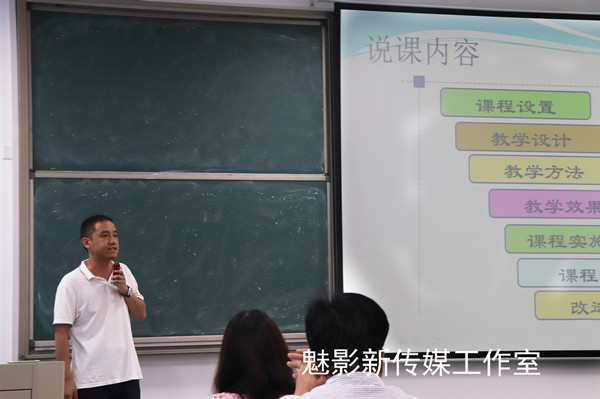 说课内容
课程设置
教学设计
教学方法
教学效果
课程实施
课程
魅影新传媒工作室